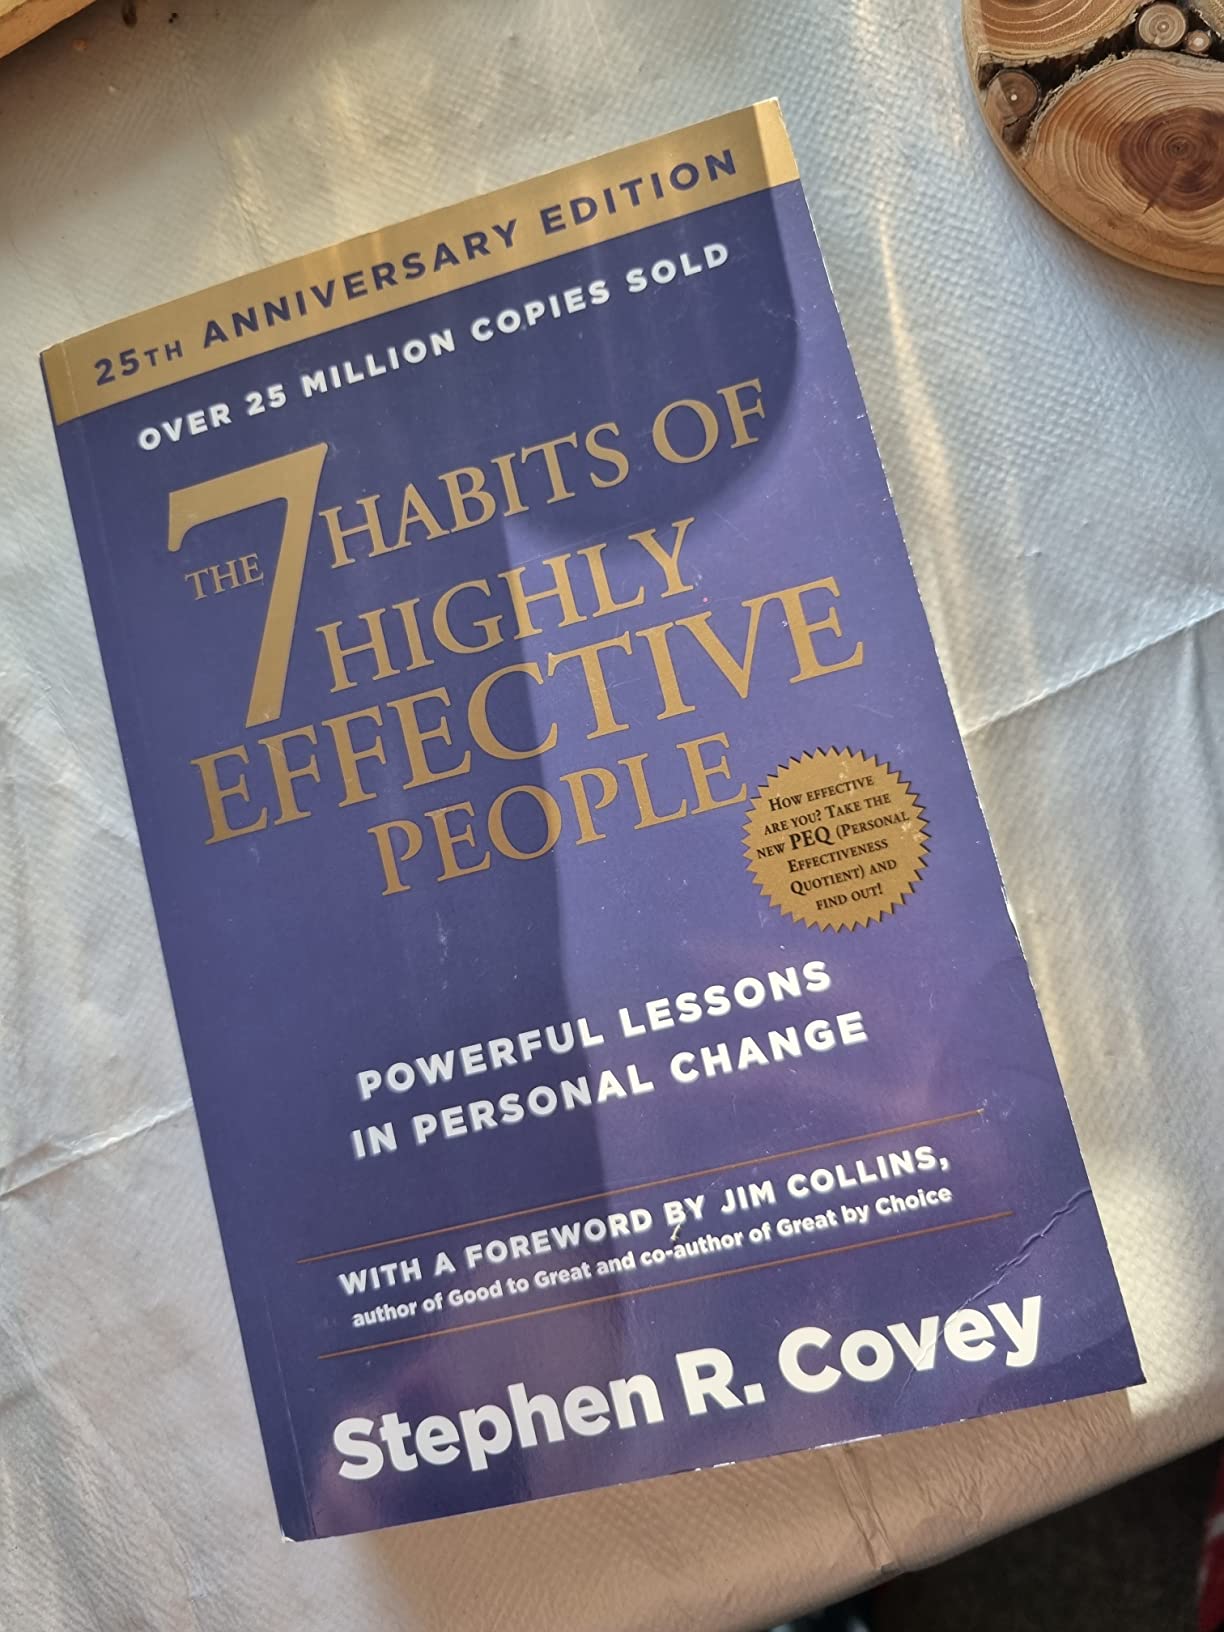 25TH ANNIVERSARY EDITION
OVER 25 MILLION COPIES SOLD
THE 7 HABITS OF
HIGHLY
EFFECTIVE
PEOPLE
HOW EFFECTIVE
ARE YOU? TAKE THE
NEW PEQ (PERSONAL
EFFECTIVENESS
QUOTIENT) AND
FIND OUT!
POWERFUL LESSONS
IN PERSONAL CHANGE
WITH A FOREWORD BY JIM COLLINS,
author of Good to Great and co-author of Great by Choice
Stephen R. Covey